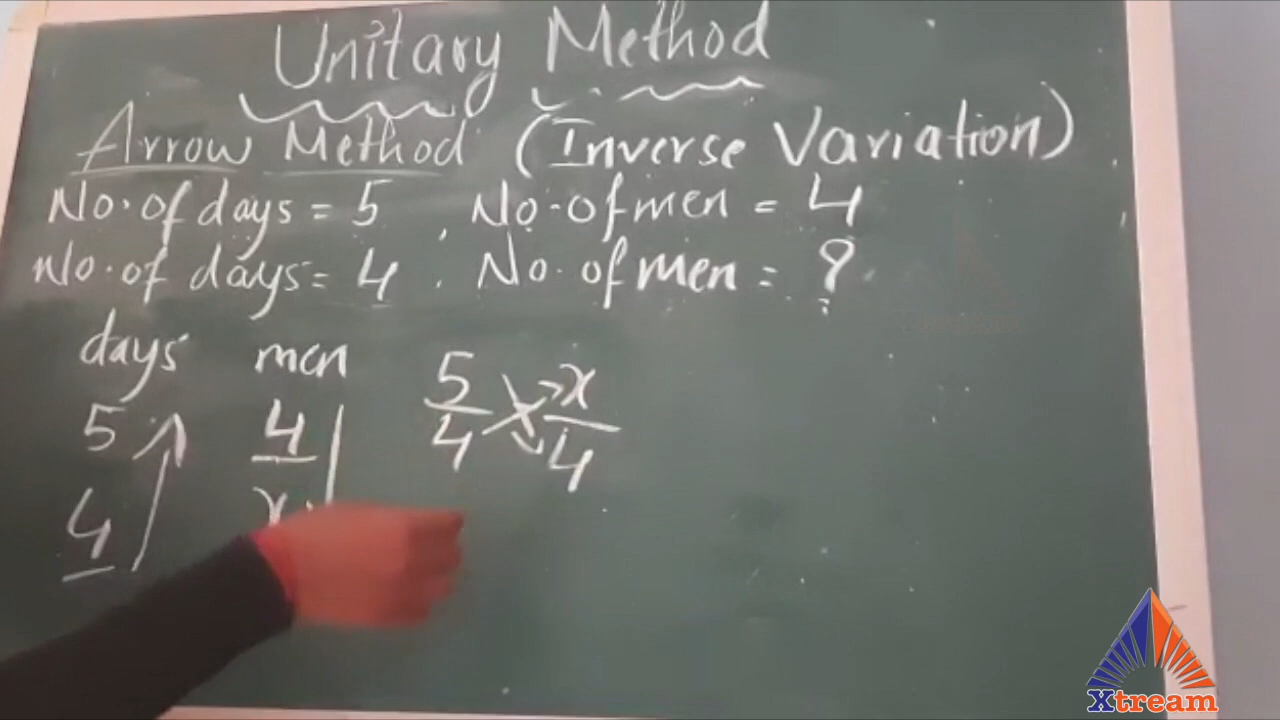 Unitary Method
Arrow Method (Inverse Variation)
No. of days = 5, No. of men = 4
No. of days = 4, No. of men = ?
days men
5 4
4 x
5/4 x/4
Xtream